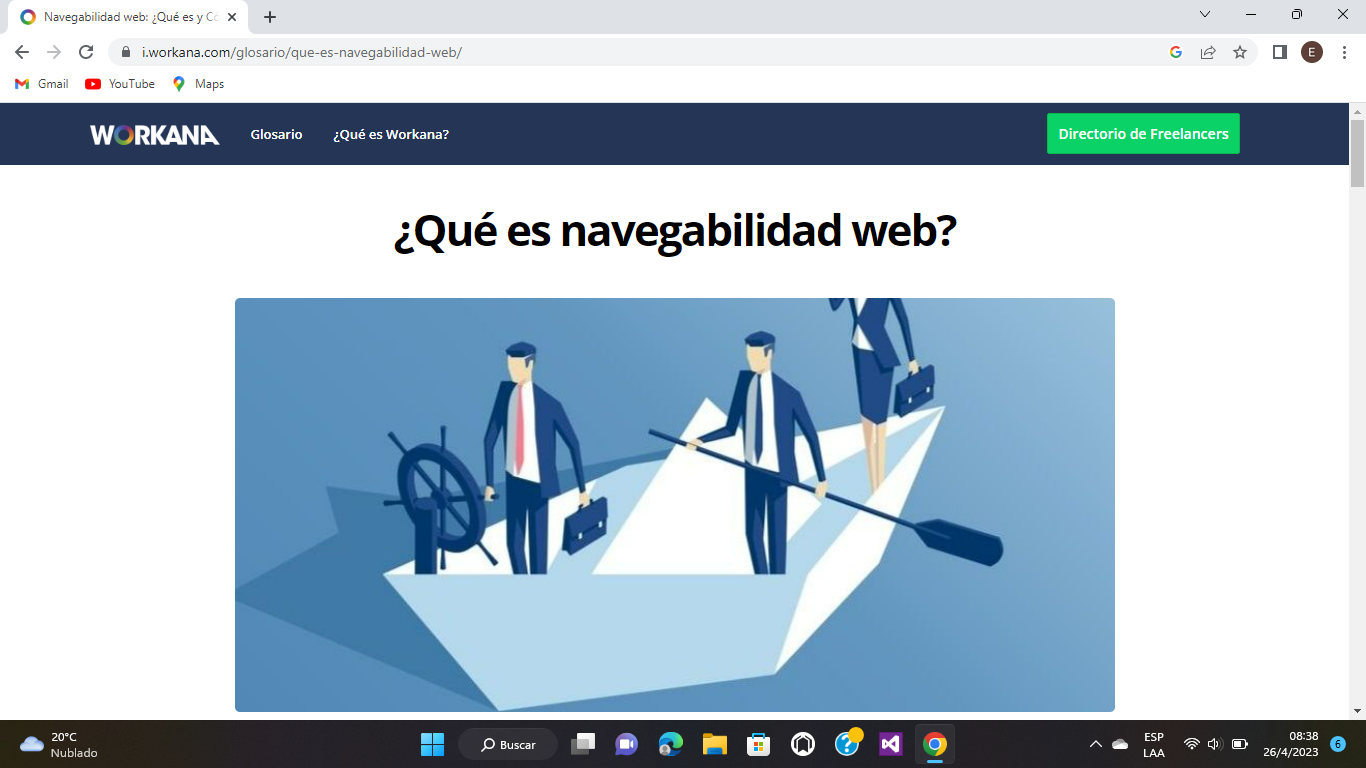 Navegabilidad web: ¿Qué es y Co
i.workana.com/glosario/que-es-navegabilidad-web/
E
Gmail
YouTube
Maps
WORKANA
Glosario
¿Qué es Workana?
Directorio de Freelancers
¿Qué es navegabilidad web?
20°C
Nublado
Buscar
ESP
LAA
08:38
26/4/2023
6